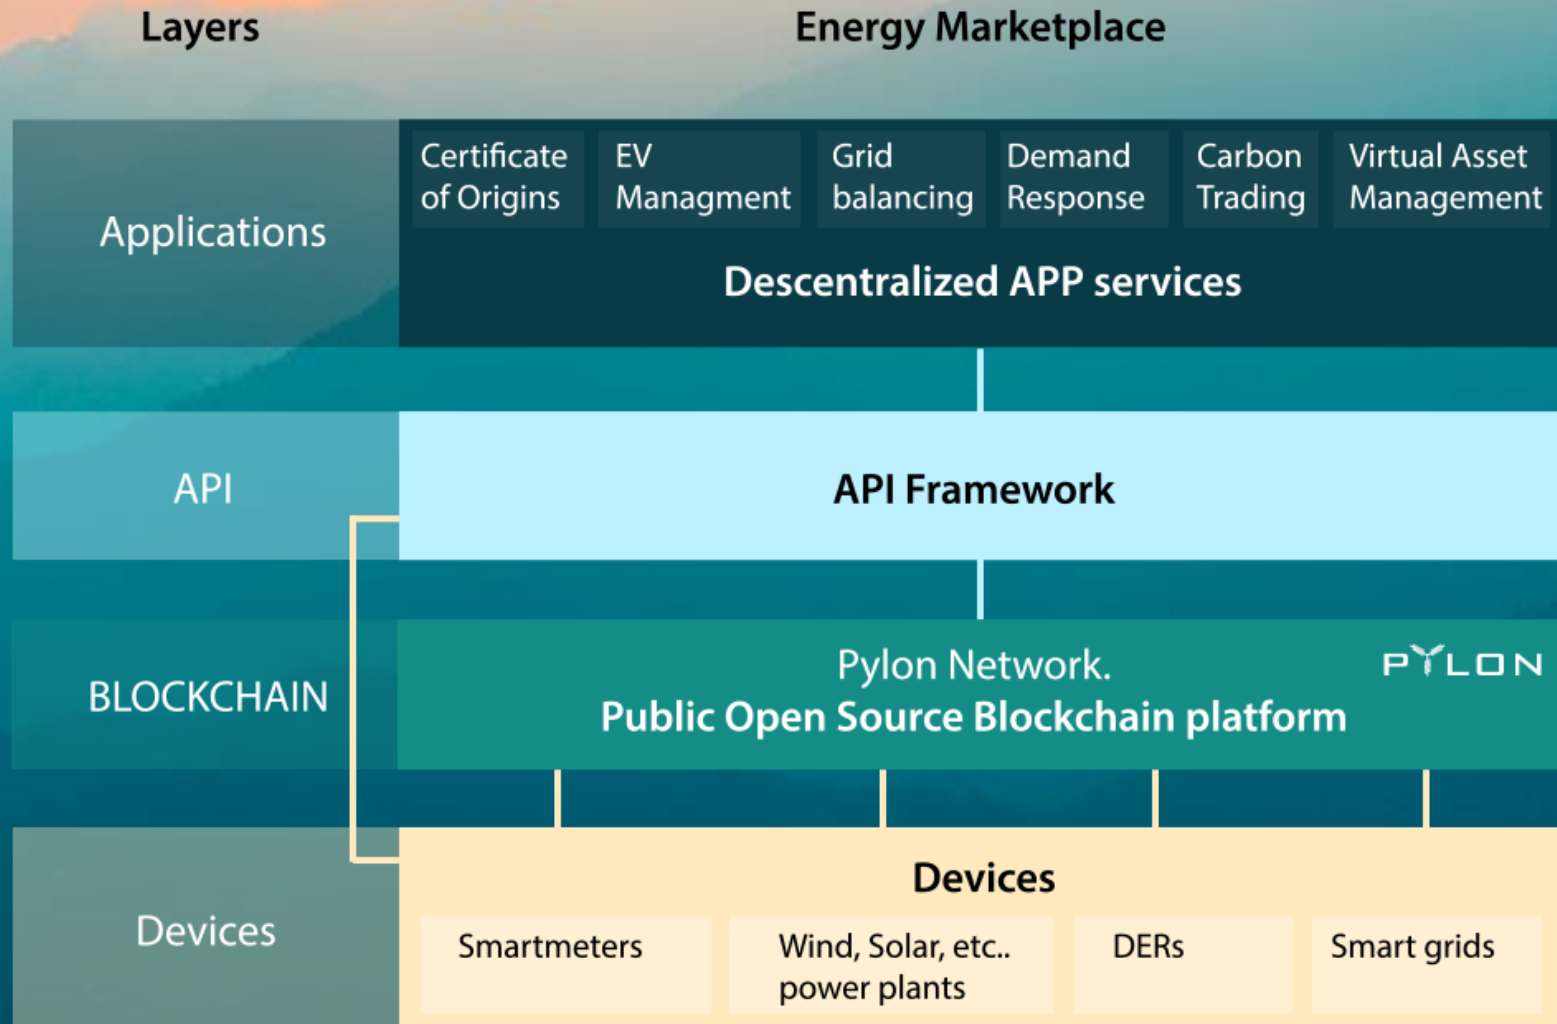 Layers
Energy Marketplace
Applications
Certificate
of Origins
EV
Managment
Grid
balancing
Demand
Response
Carbon
Trading
Virtual Asset
Management
Descentralized APP services
API
API Framework
BLOCKCHAIN
Pylon Network.
Public Open Source Blockchain platform
PYLON
Devices
Devices
Smartmeters
Wind, Solar, etc..
power plants
DERs
Smart grids